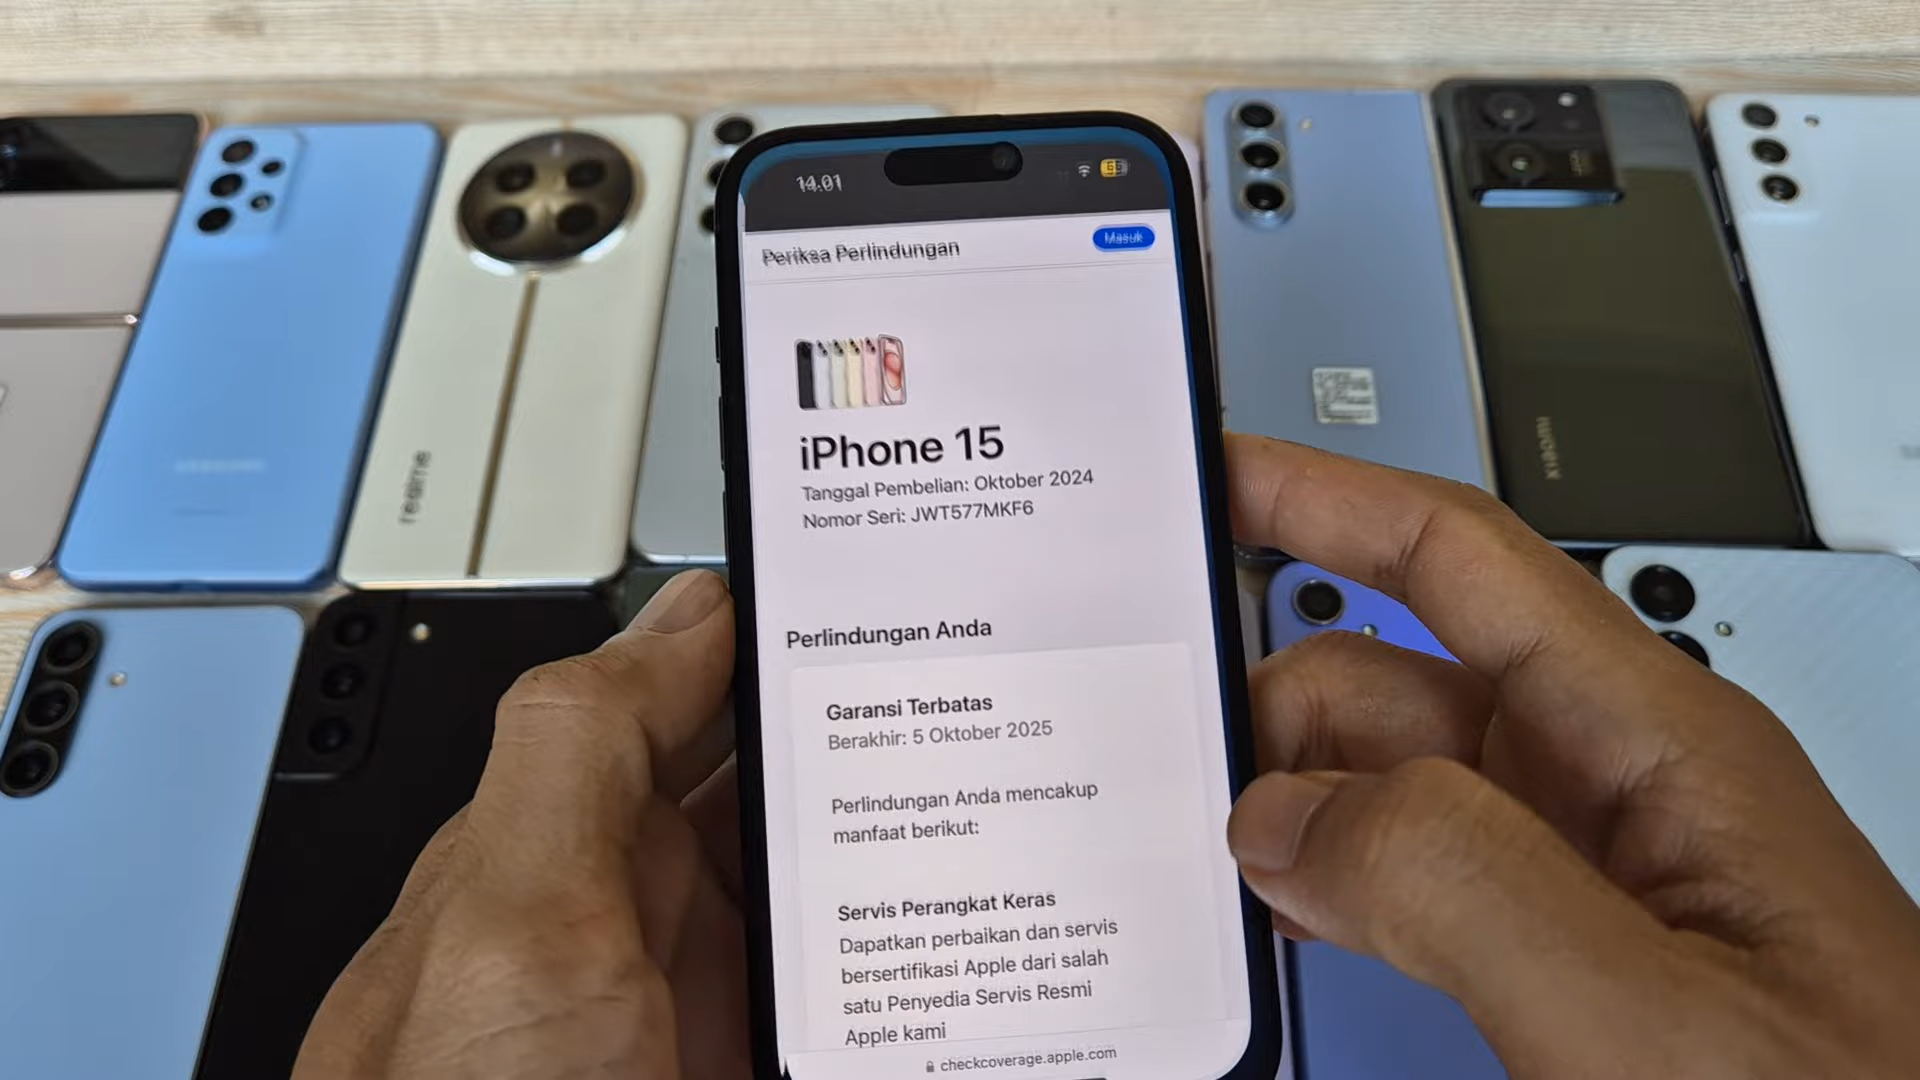 14.01
55
Periksa Perlindungan
Masuk
iPhone 15
Tanggal Pembelian: Oktober 2024
Nomor Seri: JWT577MKF6
Perlindungan Anda
Garansi Terbatas
Berakhir: 5 Oktober 2025
Perlindungan Anda mencakup
manfaat berikut:
Servis Perangkat Keras
Dapatkan perbaikan dan servis
bersertifikasi Apple dari salah
satu Penyedia Servis Resmi
Apple kami
checkcoverage.apple.com
realme
xiaomi